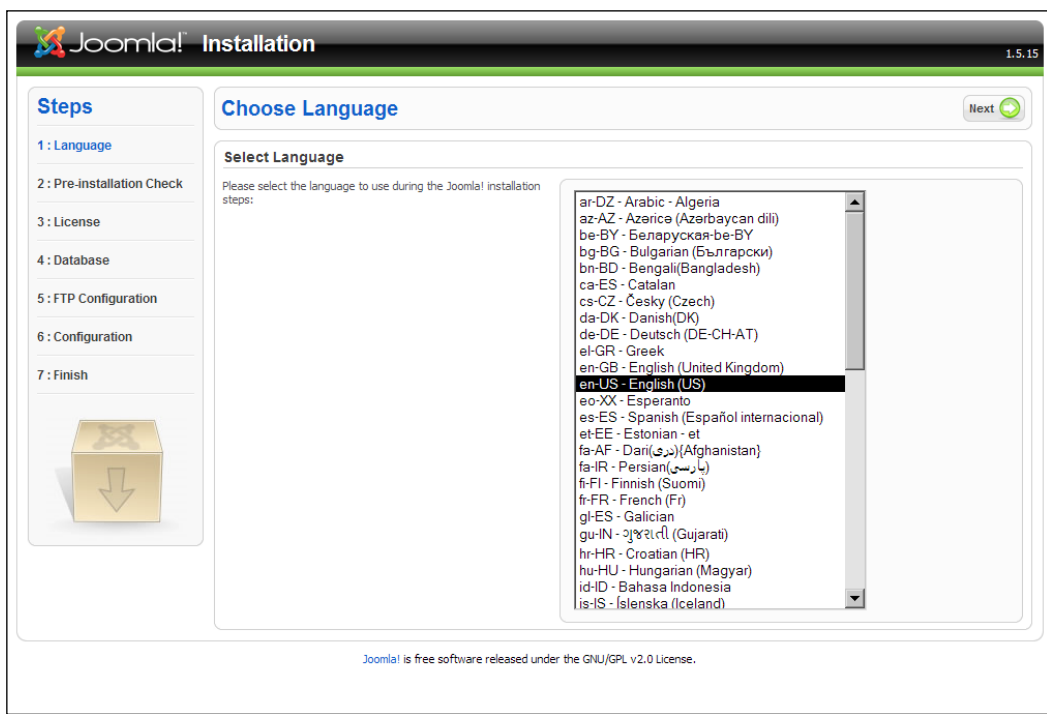 Joomla!™ Installation
1.5.15
Steps
1 : Language
2 : Pre-installation Check
3 : License
4 : Database
5 : FTP Configuration
6 : Configuration
7 : Finish
Choose Language
Next
Select Language
Please select the language to use during the Joomla! installation
steps:
ar-DZ - Arabic - Algeria
az-AZ - Azəricə (Azərbaycan dili)
be-BY - Беларуская-be-BY
bg-BG - Bulgarian (Български)
bn-BD - Bengali(Bangladesh)
ca-ES - Catalan
cs-CZ - Česky (Czech)
da-DK - Danish(DK)
de-DE - Deutsch (DE-CH-AT)
el-GR - Greek
en-GB - English (United Kingdom)
en-US - English (US)
eo-XX - Esperanto
es-ES - Spanish (Español internacional)
et-EE - Estonian - et
fa-AF - Dari(دری){Afghanistan}
fa-IR - Persian(پارسی)
fi-FI - Finnish (Suomi)
fr-FR - French (Fr)
gl-ES - Galician
gu-IN - ગુજરાતી (Gujarati)
hr-HR - Croatian (HR)
hu-HU - Hungarian (Magyar)
id-ID - Bahasa Indonesia
is-IS - Íslenska (Iceland)
Joomla! is free software released under the GNU/GPL v2.0 License.